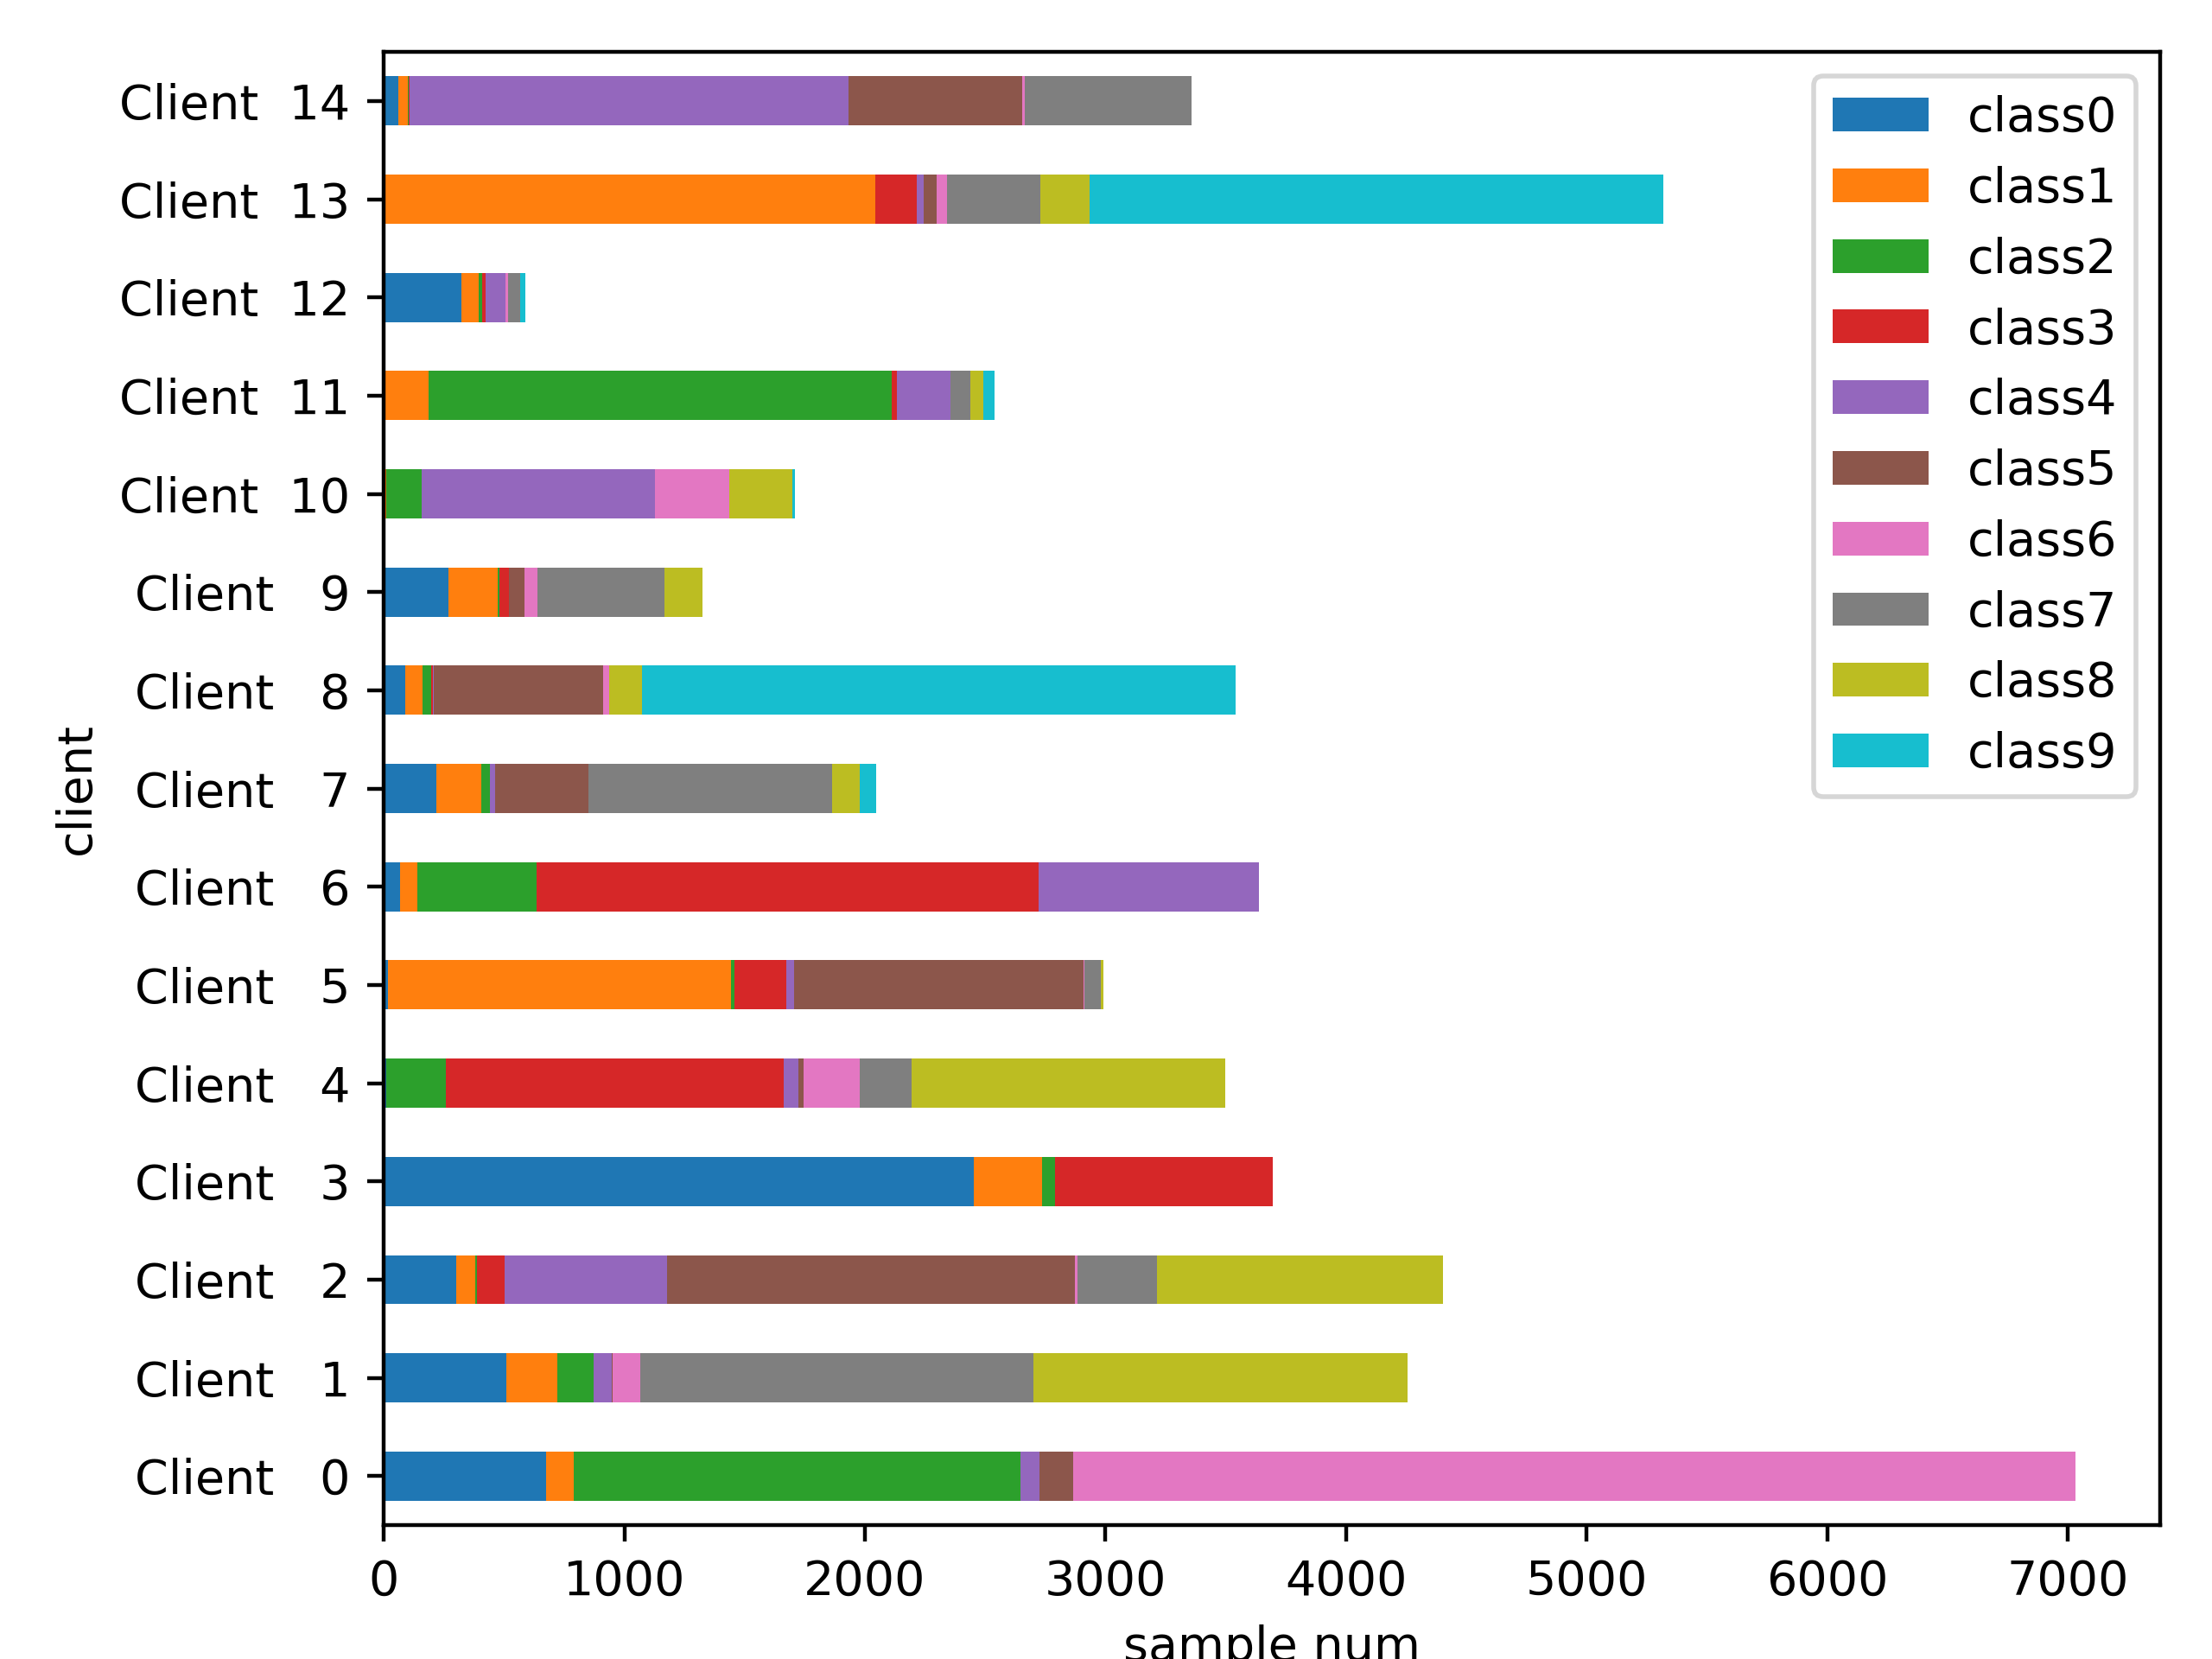 Client 14
Client 13
Client 12
Client 11
Client 10
Client 9
Client 8
Client 7
Client 6
Client 5
Client 4
Client 3
Client 2
Client 1
Client 0
client
0 1000 2000 3000 4000 5000 6000 7000
sample num
class0
class1
class2
class3
class4
class5
class6
class7
class8
class9